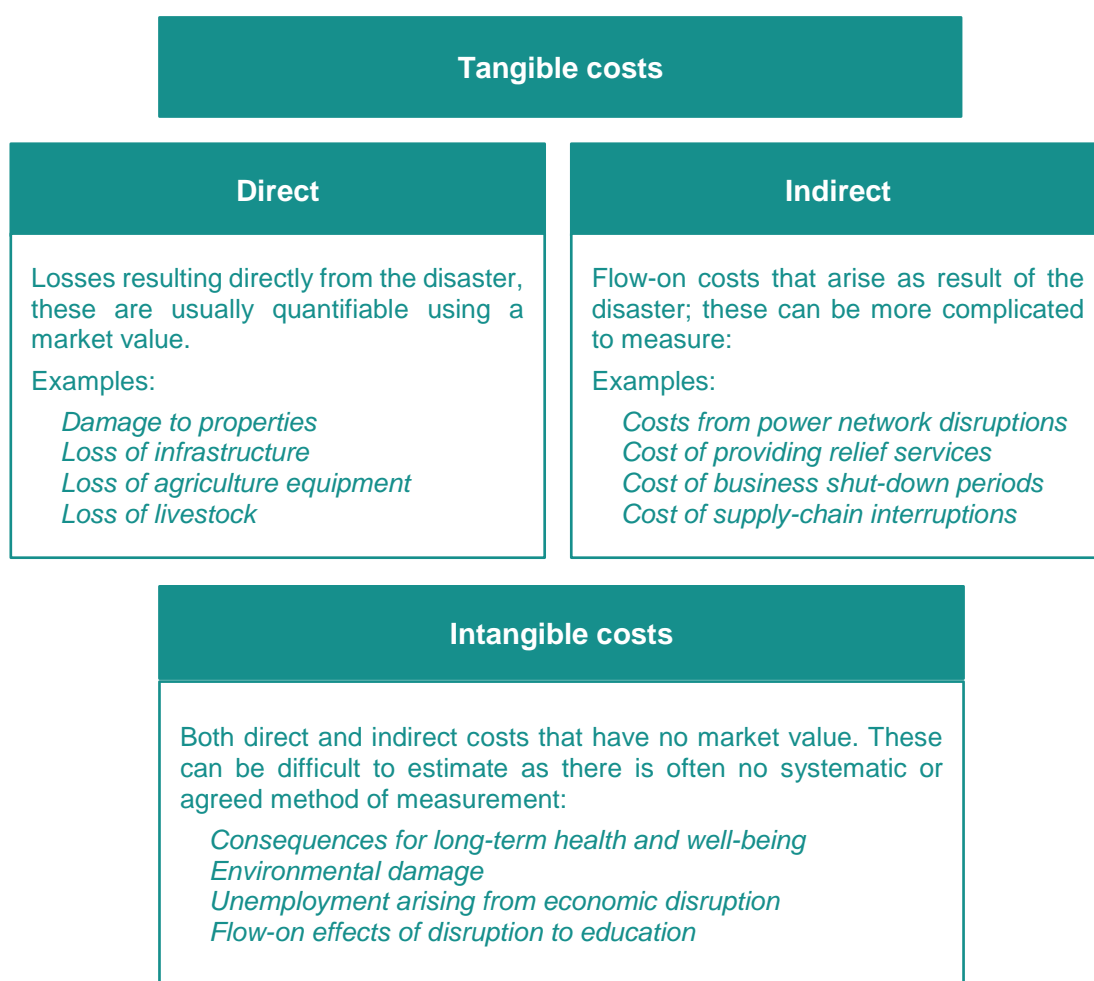 Tangible costs
Direct
Losses resulting directly from the disaster,
these are usually quantifiable using a
market value.
Examples:
Damage to properties
Loss of infrastructure
Loss of agriculture equipment
Loss of livestock
Indirect
Flow-on costs that arise as result of the
disaster; these can be more complicated
to measure:
Examples:
Costs from power network disruptions
Cost of providing relief services
Cost of business shut-down periods
Cost of supply-chain interruptions
Intangible costs
Both direct and indirect costs that have no market value. These
can be difficult to estimate as there is often no systematic or
agreed method of measurement:
Consequences for long-term health and well-being
Environmental damage
Unemployment arising from economic disruption
Flow-on effects of disruption to education